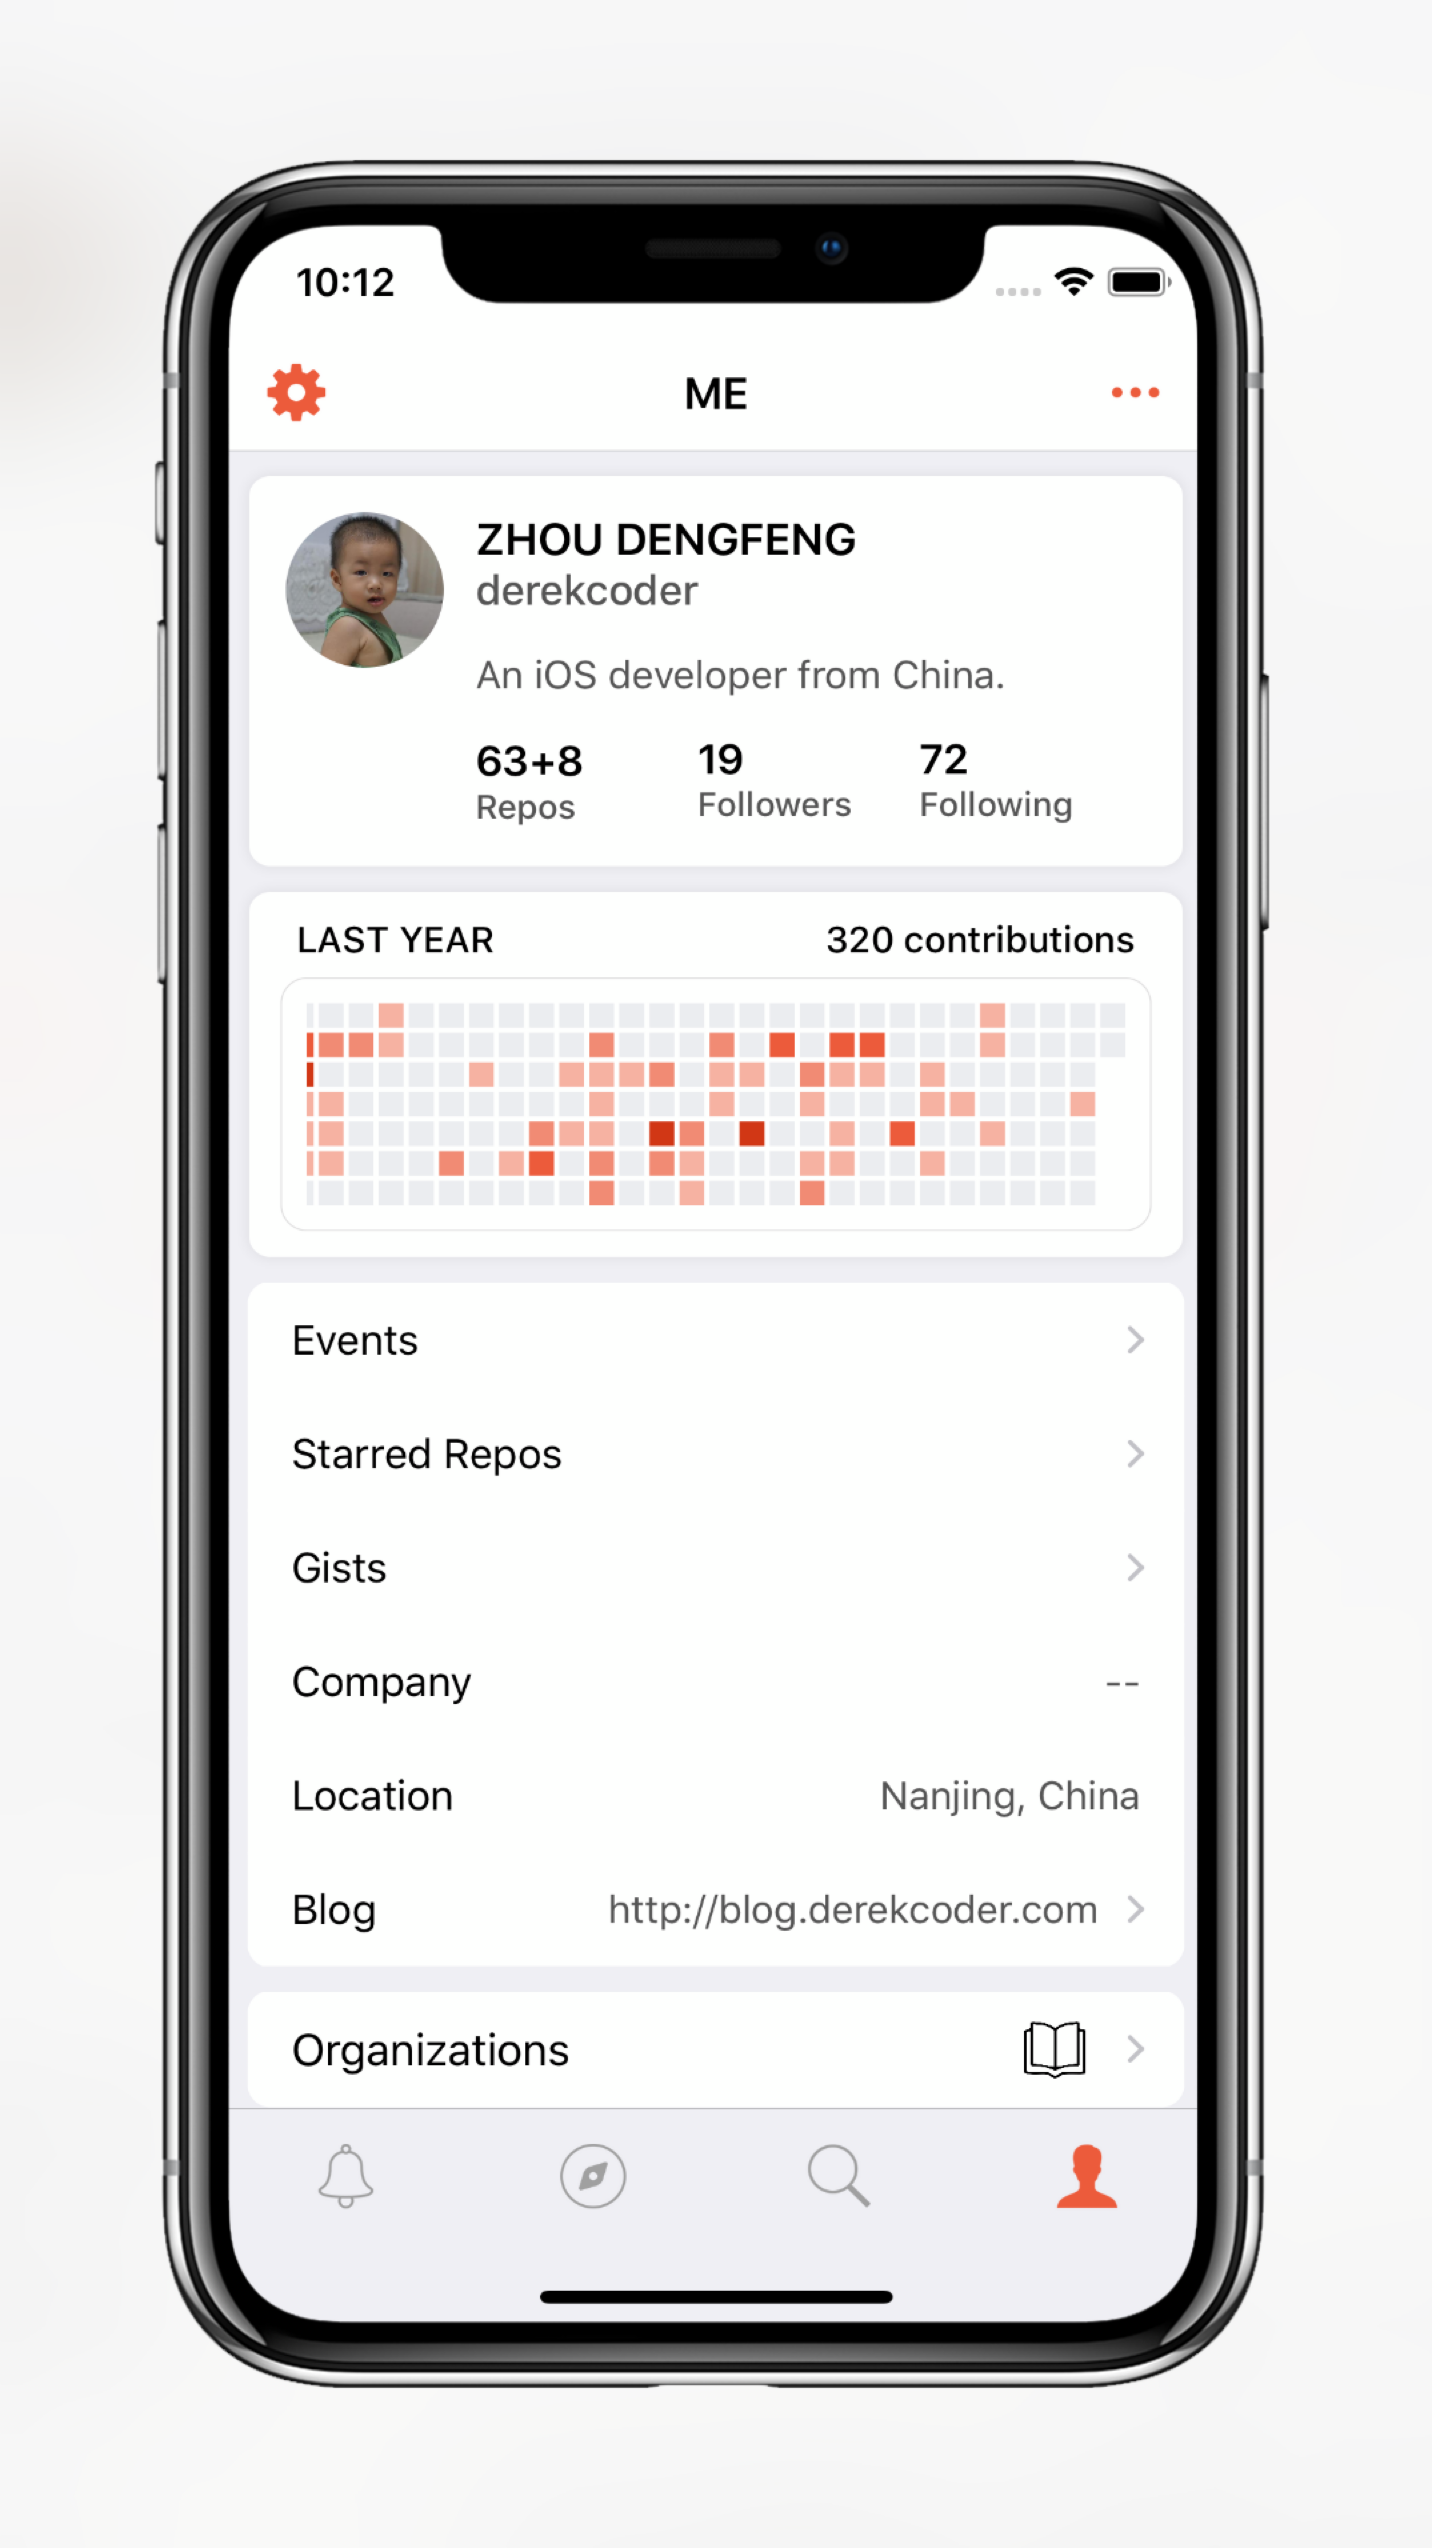 10:12
ME
ZHOU DENGFENG
derekcoder
An iOS developer from China.
63+8 19 72
Repos Followers Following
LAST YEAR 320 contributions
Events
Starred Repos
Gists
Company --
Location Nanjing, China
Blog http://blog.derekcoder.com
Organizations